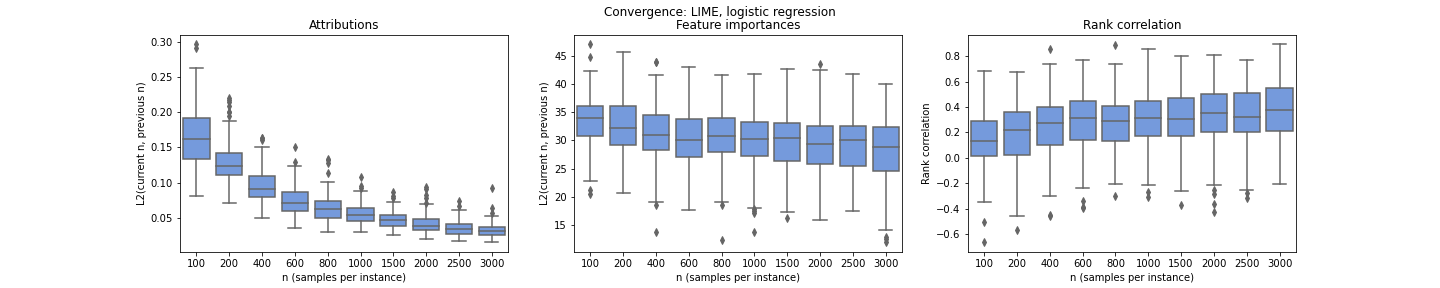 Convergence: LIME, logistic regression
Attributions
L2(current n, previous n)
0.30
0.25
0.20
0.15
0.10
0.05
100 200 400 600 800 1000 1500 2000 2500 3000
n (samples per instance)
Feature importances
L2(current n, previous n)
45
40
35
30
25
20
15
100 200 400 600 800 1000 1500 2000 2500 3000
n (samples per instance)
Rank correlation
Rank correlation
0.8
0.6
0.4
0.2
0.0
−0.2
−0.4
−0.6
100 200 400 600 800 1000 1500 2000 2500 3000
n (samples per instance)